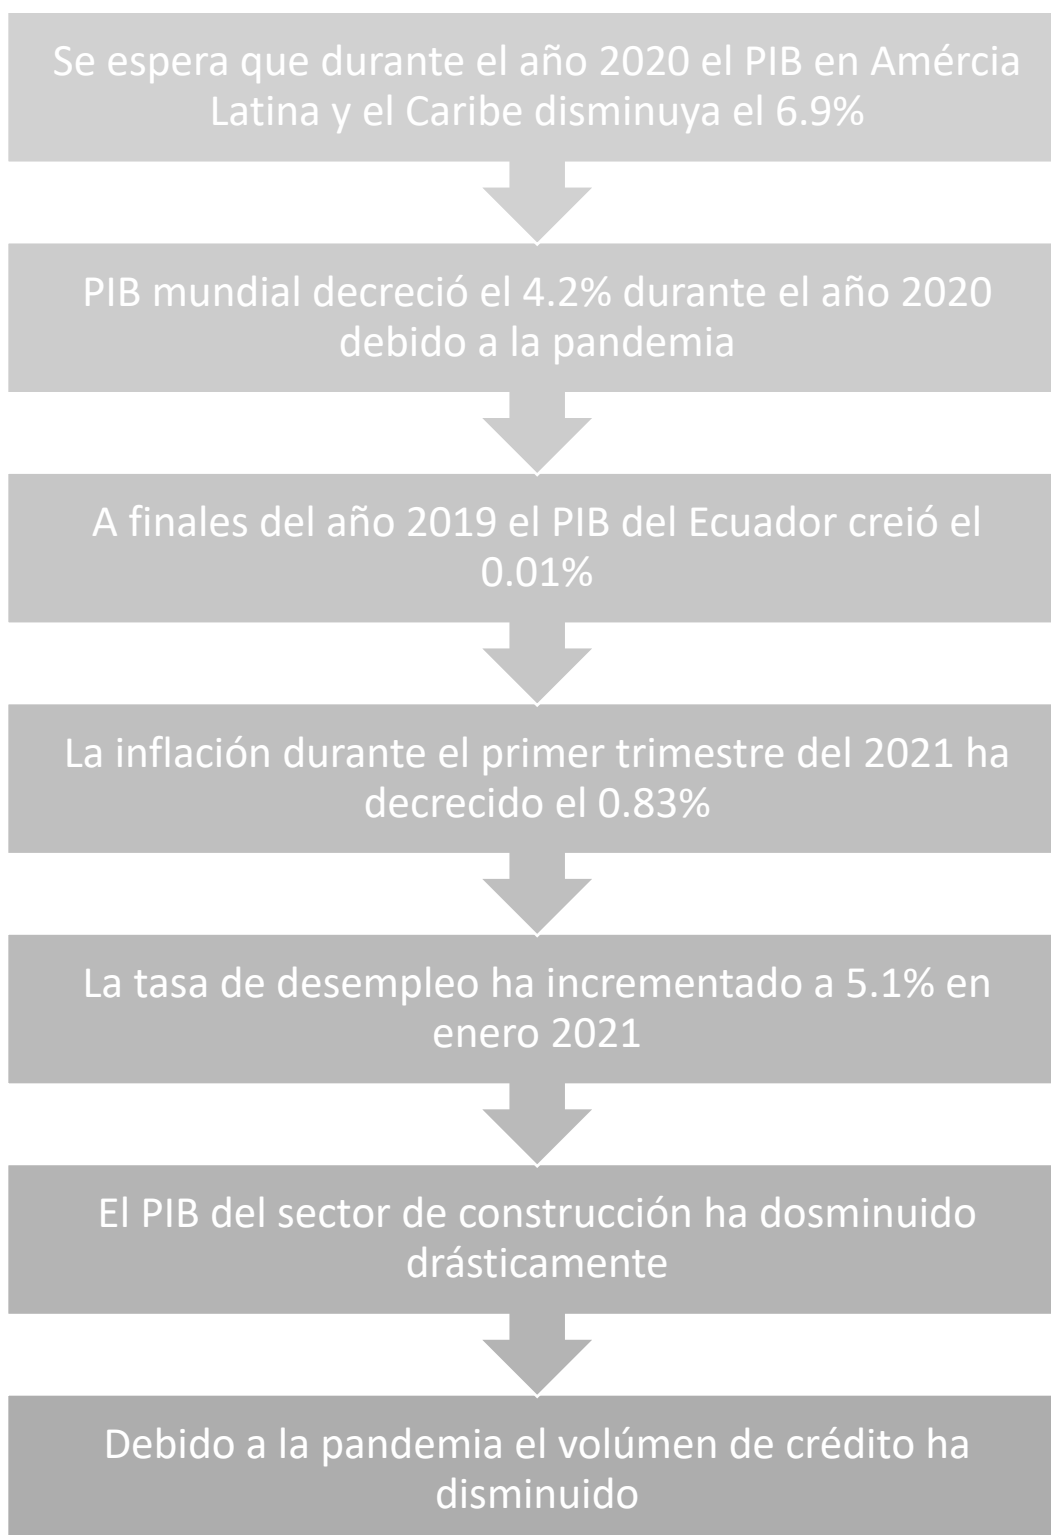 Se espera que durante el año 2020 el PIB en Amércia
Latina y el Caribe disminuya el 6.9%
PIB mundial decreció el 4.2% durante el año 2020
debido a la pandemia
A finales del año 2019 el PIB del Ecuador creió el
0.01%
La inflación durante el primer trimestre del 2021 ha
decrecido el 0.83%
La tasa de desempleo ha incrementado a 5.1% en
enero 2021
El PIB del sector de construcción ha dosminuido
drásticamente
Debido a la pandemia el volúmen de crédito ha
disminuido